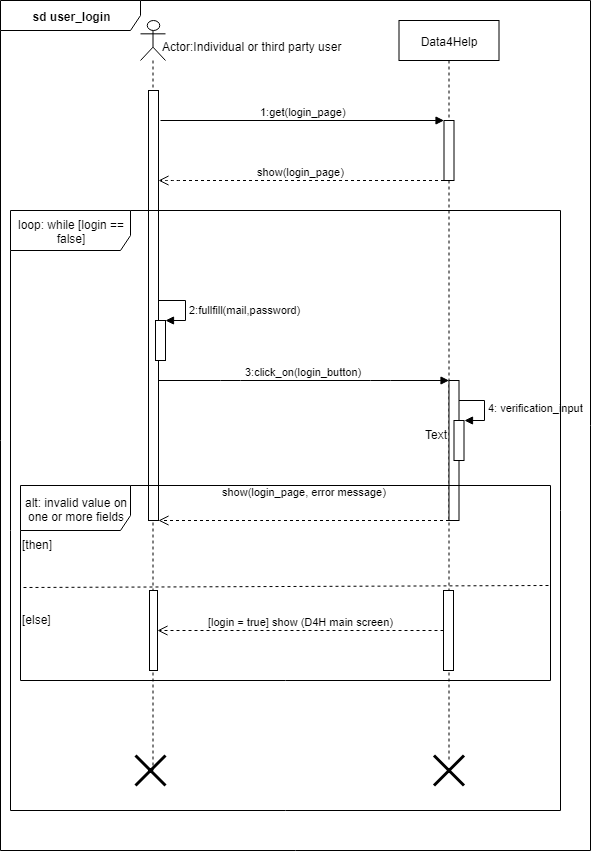 sd user_login
Actor:Individual or third party user
Data4Help
1:get(login_page)
show(login_page)
loop: while [login ==
false]
2:fullfill(mail,password)
3:click_on(login_button)
4: verification_input
Text
show(login_page, error message)
alt: invalid value on
one or more fields
[then]
[else]
[login = true] show (D4H main screen)